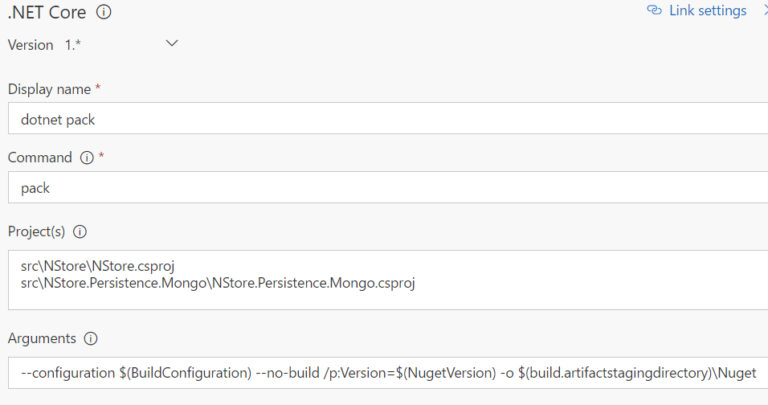 .NET Core
Link settings
Version 1.*
Display name *
dotnet pack
Command *
pack
Project(s)
src\NStore\NStore.csproj
src\NStore.Persistence.Mongo\NStore.Persistence.Mongo.csproj
Arguments
--configuration $(BuildConfiguration) --no-build /p:Version=$(NugetVersion) -o $(build.artifactstagingdirectory)\Nuget